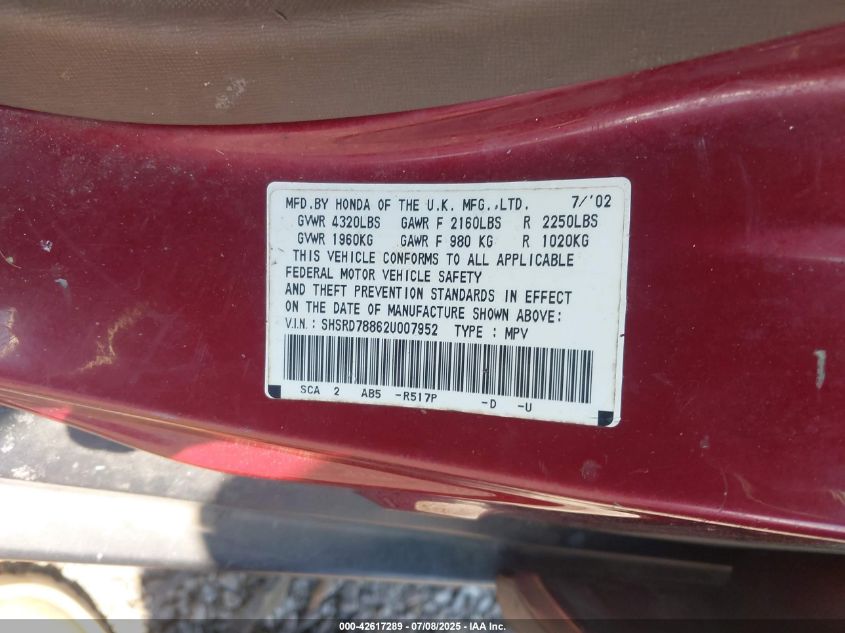 MFD.BY HONDA OF THE U.K. MFG.,LTD. 7/'02
GVWR 4320LBS GAWR F 2160LBS R 2250LBS
GVWR 1960KG GAWR F 980 KG R 1020KG
THIS VEHICLE CONFORMS TO ALL APPLICABLE
FEDERAL MOTOR VEHICLE SAFETY
AND THEFT PREVENTION STANDARDS IN EFFECT
ON THE DATE OF MANUFACTURE SHOWN ABOVE:
V.I.N. : SHSRD78862U007952 TYPE : MPV
SCA 2 AB5 -R517P -D -U
000-42617289 - 07/08/2025 - IAA Inc.